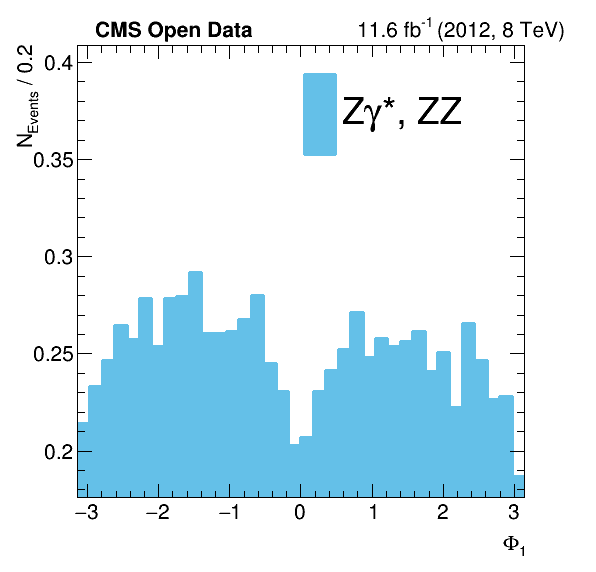 CMS Open Data 11.6 fb⁻¹ (2012, 8 TeV)
N_Events / 0.2
0.4
0.35
0.3
0.25
0.2
Zγ*, ZZ
−3 −2 −1 0 1 2 3
Φ₁